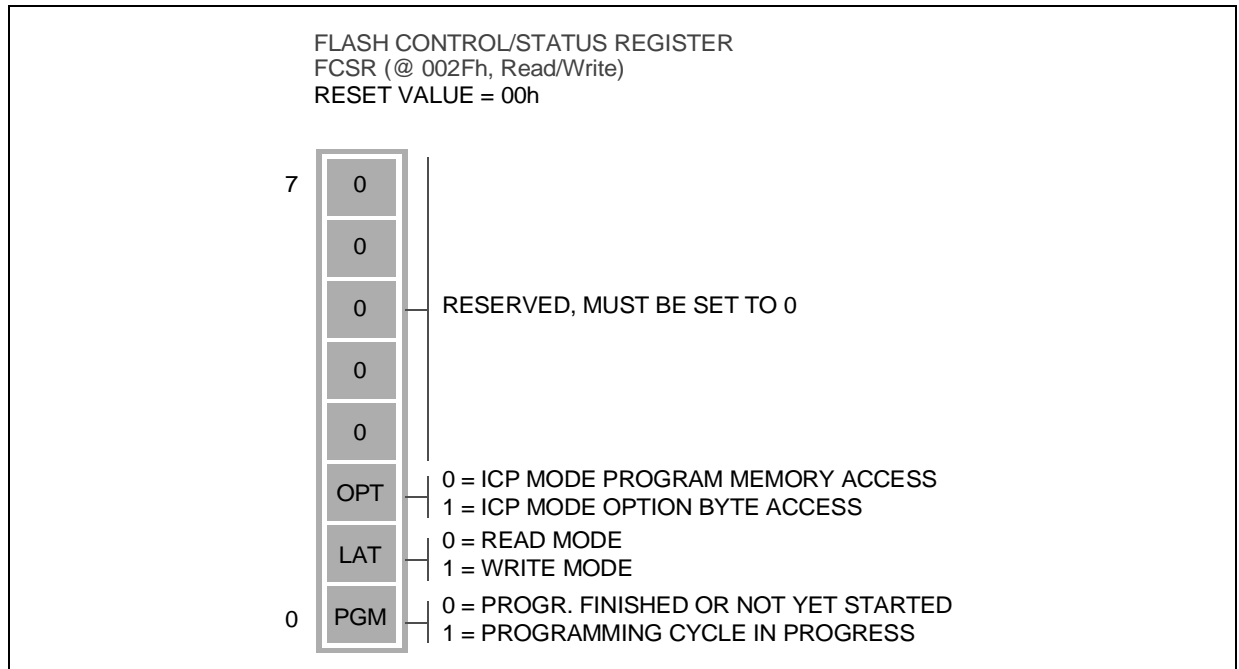 FLASH CONTROL/STATUS REGISTER
FCSR (@ 002Fh, Read/Write)
RESET VALUE = 00h
7
0
0
0
RESERVED, MUST BE SET TO 0
0
0
OPT
0 = ICP MODE PROGRAM MEMORY ACCESS
1 = ICP MODE OPTION BYTE ACCESS
LAT
0 = READ MODE
1 = WRITE MODE
0
PGM
0 = PROGR. FINISHED OR NOT YET STARTED
1 = PROGRAMMING CYCLE IN PROGRESS